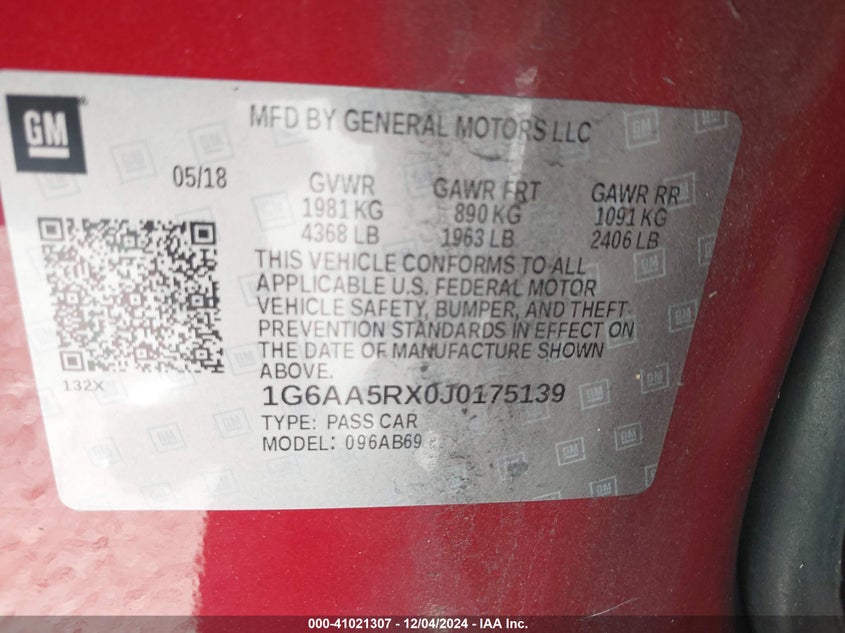 GM
MFD BY GENERAL MOTORS LLC
05/18
GVWR GAWR FRT GAWR RR
1981 KG 890 KG 1091 KG
4368 LB 1963 LB 2406 LB
THIS VEHICLE CONFORMS TO ALL
APPLICABLE U.S. FEDERAL MOTOR
VEHICLE SAFETY, BUMPER, AND THEFT
PREVENTION STANDARDS IN EFFECT ON
THE DATE OF MANUFACTURE SHOWN
ABOVE.
132X
1G6AA5RX0J0175139
TYPE: PASS CAR
MODEL: 096AB69
000-41021307 - 12/04/2024 - IAA Inc.